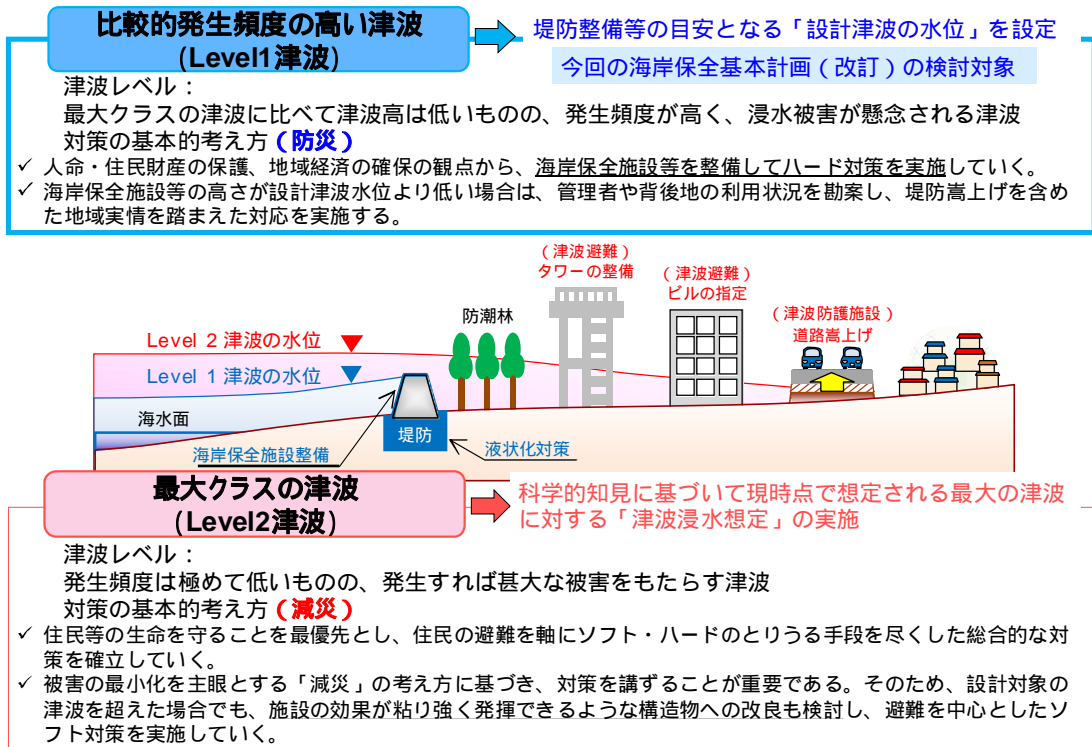 比較的発生頻度の高い津波
(Level1津波)
堤防整備等の目安となる「設計津波の水位」を設定
今回の海岸保全基本計画（改訂）の検討対象
津波レベル：
最大クラスの津波に比べて津波高は低いものの、発生頻度が高く、浸水被害が懸念される津波
対策の基本的考え方（防災）
✓ 人命・住民財産の保護、地域経済の確保の観点から、海岸保全施設等を整備してハード対策を実施していく。
✓ 海岸保全施設等の高さが設計津波水位より低い場合は、管理者や背後地の利用状況を勘案し、堤防嵩上げを含め
た地域実情を踏まえた対応を実施する。
（津波避難）
タワーの整備
（津波避難）
ビルの指定
（津波防護施設）
道路嵩上げ
防潮林
Level 2 津波の水位
Level 1 津波の水位
海水面
堤防
海岸保全施設整備
液状化対策
最大クラスの津波
(Level2津波)
科学的知見に基づいて現時点で想定される最大の津波
に対する「津波浸水想定」の実施
津波レベル：
発生頻度は極めて低いものの、発生すれば甚大な被害をもたらす津波
対策の基本的考え方（減災）
✓ 住民等の生命を守ることを最優先とし、住民の避難を軸にソフト・ハードのとりうる手段を尽くした総合的な対
策を確立していく。
✓ 被害の最小化を主眼とする「減災」の考え方に基づき、対策を講ずることが重要である。そのため、設計対象の
津波を超えた場合でも、施設の効果が粘り強く発揮できるような構造物への改良も検討し、避難を中心としたソ
フト対策を実施していく。